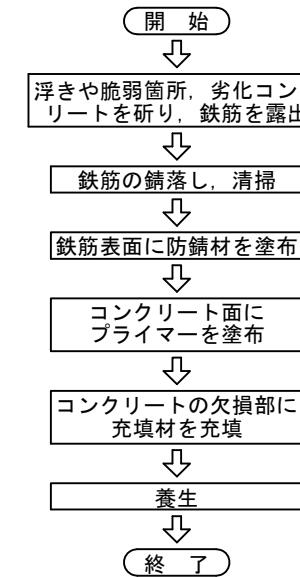 開 始
浮きや脆弱箇所，劣化コン
リートを斫り，鉄筋を露出
鉄筋の錆落し，清掃
鉄筋表面に防錆材を塗布
コンクリート面に
プライマーを塗布
コンクリートの欠損部に
充填材を充填
養生
終 了